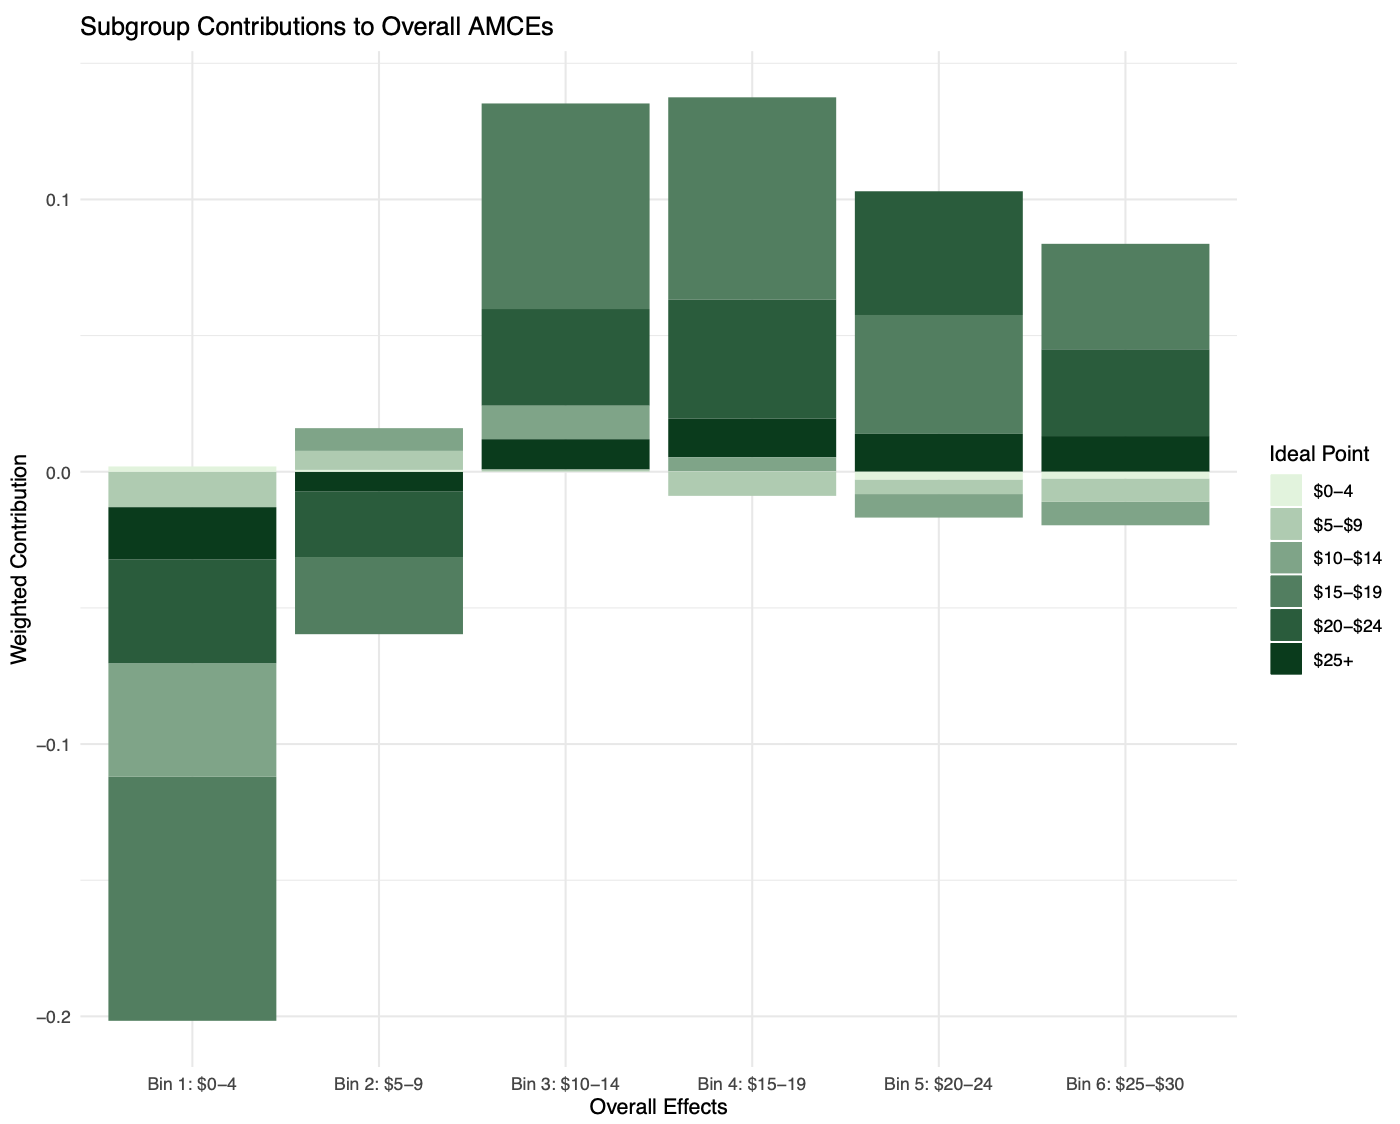 Subgroup Contributions to Overall AMCEs
Weighted Contribution
0.1
0.0
−0.1
−0.2
Bin 1: $0−4
Bin 2: $5−9
Bin 3: $10−14
Bin 4: $15−19
Bin 5: $20−24
Bin 6: $25−$30
Overall Effects
Ideal Point
$0−4
$5−$9
$10−$14
$15−$19
$20−$24
$25+